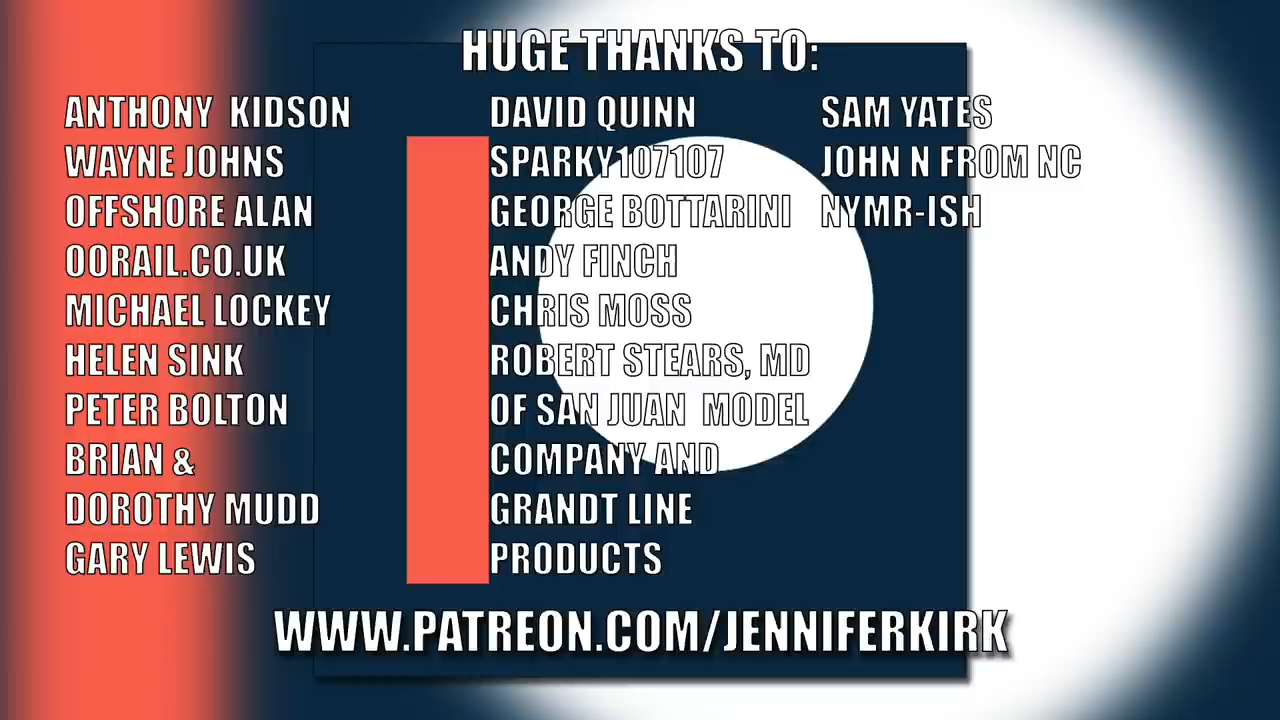 HUGE THANKS TO:
ANTHONY KIDSON
WAYNE JOHNS
OFFSHORE ALAN
OORAIL.CO.UK
MICHAEL LOCKEY
HELEN SINK
PETER BOLTON
BRIAN &
DOROTHY MUDD
GARY LEWIS
DAVID QUINN
SPARKY107107
GEORGE BOTTARINI
ANDY FINCH
CHRIS MOSS
ROBERT STEARS, MD
OF SAN JUAN MODEL
COMPANY AND
GRANDT LINE
PRODUCTS
SAM YATES
JOHN N FROM NC
NYMR-ISH
WWW.PATREON.COM/JENNIFERKIRK